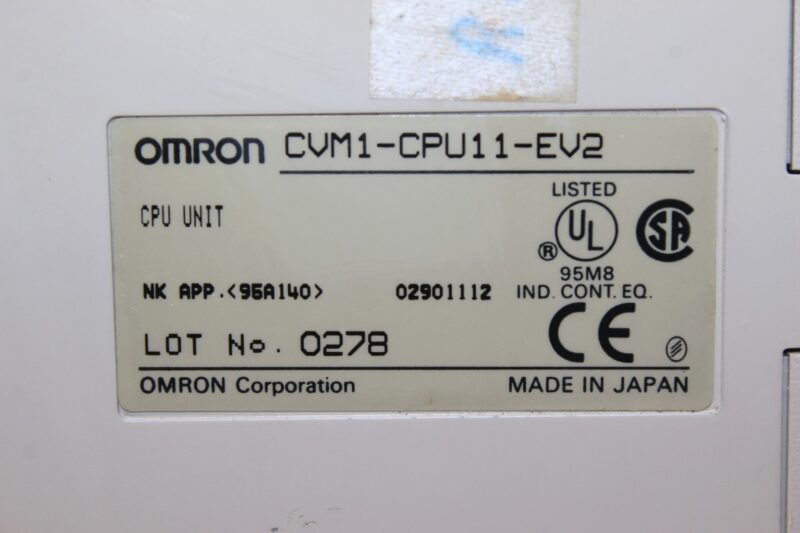 OMRON CVM1-CPU11-EV2
LISTED
CPU UNIT
UL
®
SA
95M8
NK APP.<95A140> 02901112 IND. CONT. EQ.
LOT No. 0278
CE
OMRON Corporation MADE IN JAPAN